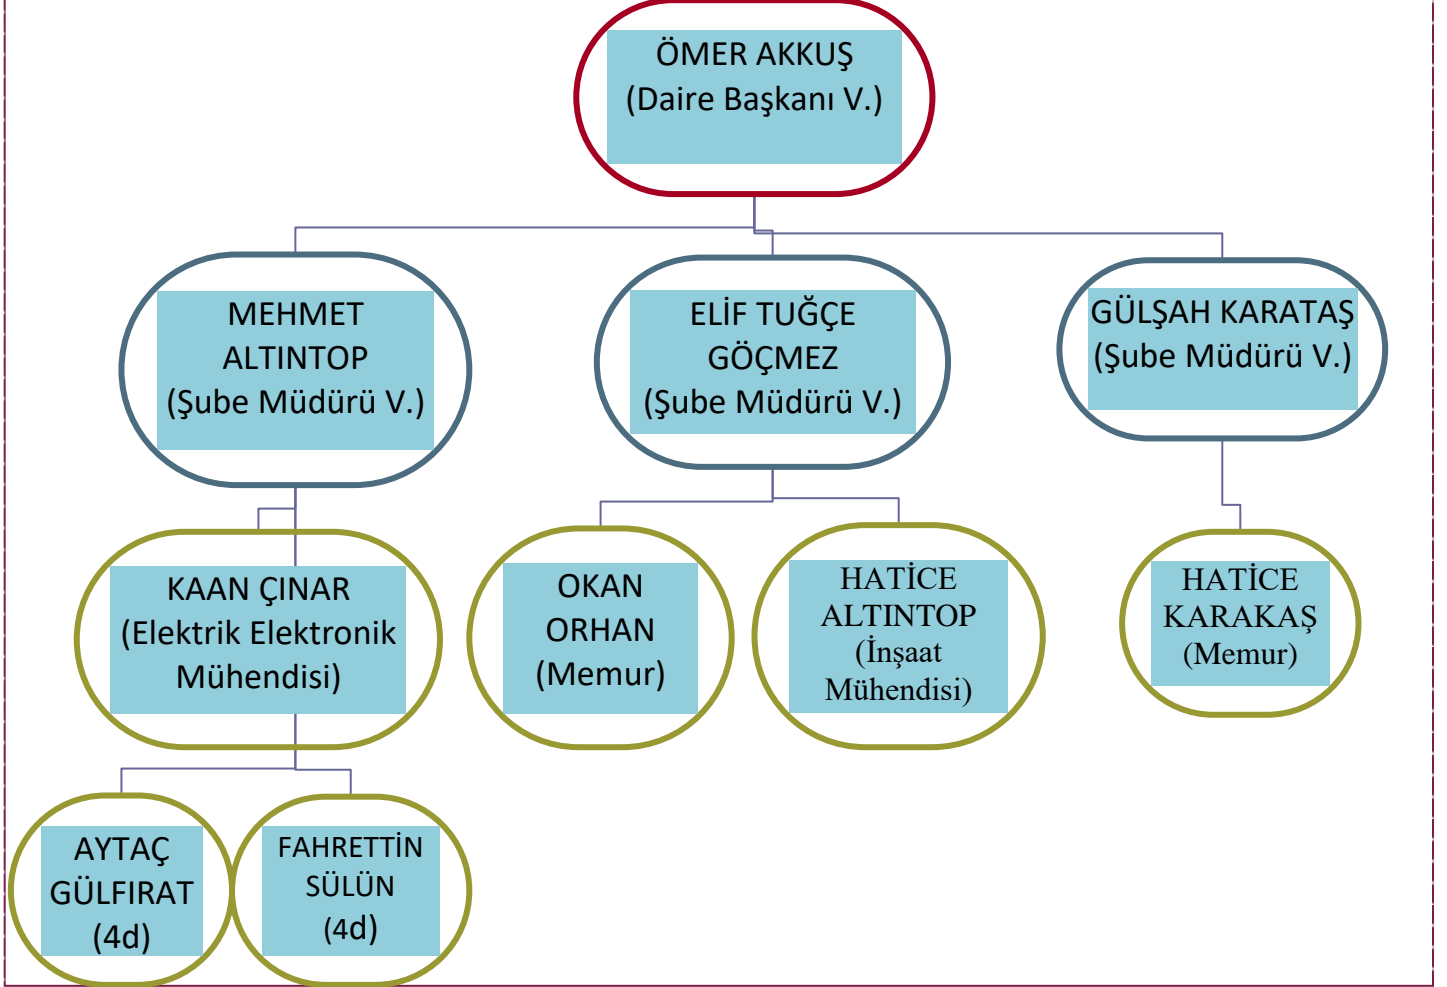 ÖMER AKKUŞ
(Daire Başkanı V.)
MEHMET
ALTINTOP
(Şube Müdürü V.)
ELİF TUĞÇE
GÖÇMEZ
(Şube Müdürü V.)
GÜLŞAH KARATAŞ
(Şube Müdürü V.)
KAAN ÇINAR
(Elektrik Elektronik
Mühendisi)
OKAN
ORHAN
(Memur)
HATİCE
ALTINTOP
(İnşaat
Mühendisi)
HATİCE
KARAKAŞ
(Memur)
AYTAÇ
GÜLFIRAT
(4d)
FAHRETTİN
SÜLÜN
(4d)